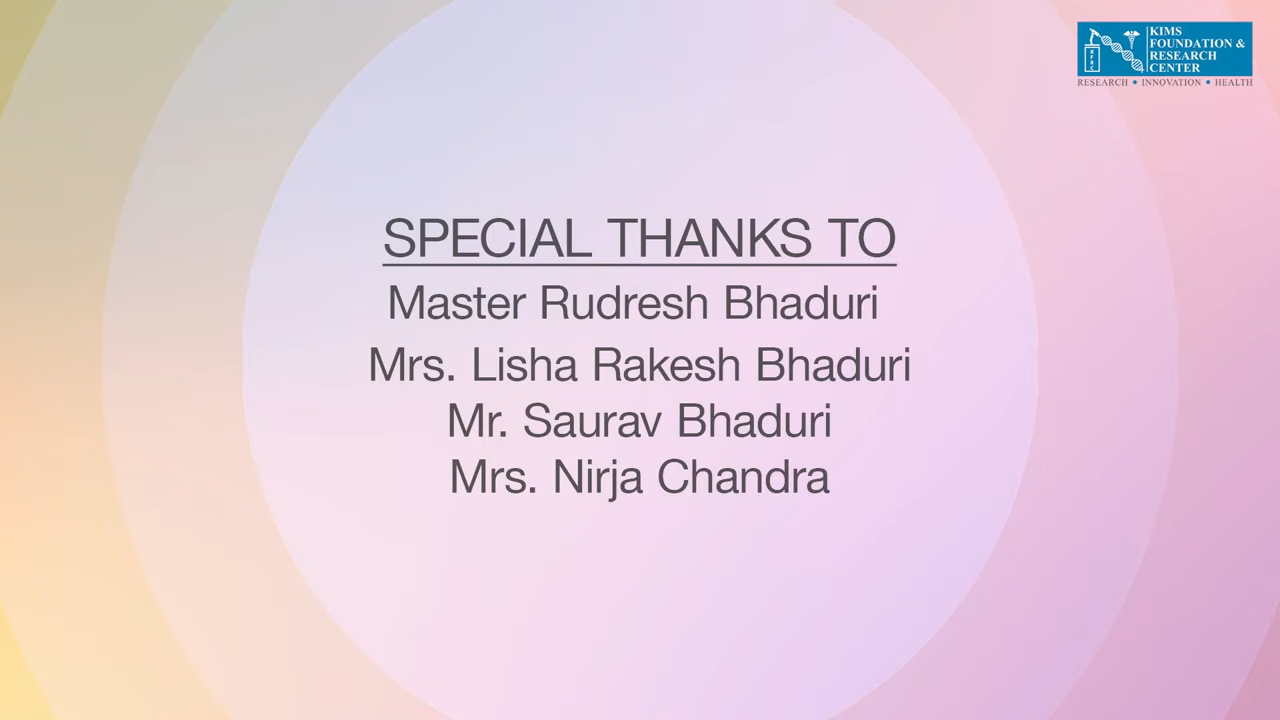 KIMS
FOUNDATION &
RESEARCH
CENTER
RESEARCH • INNOVATION • HEALTH
SPECIAL THANKS TO
Master Rudresh Bhaduri
Mrs. Lisha Rakesh Bhaduri
Mr. Saurav Bhaduri
Mrs. Nirja Chandra